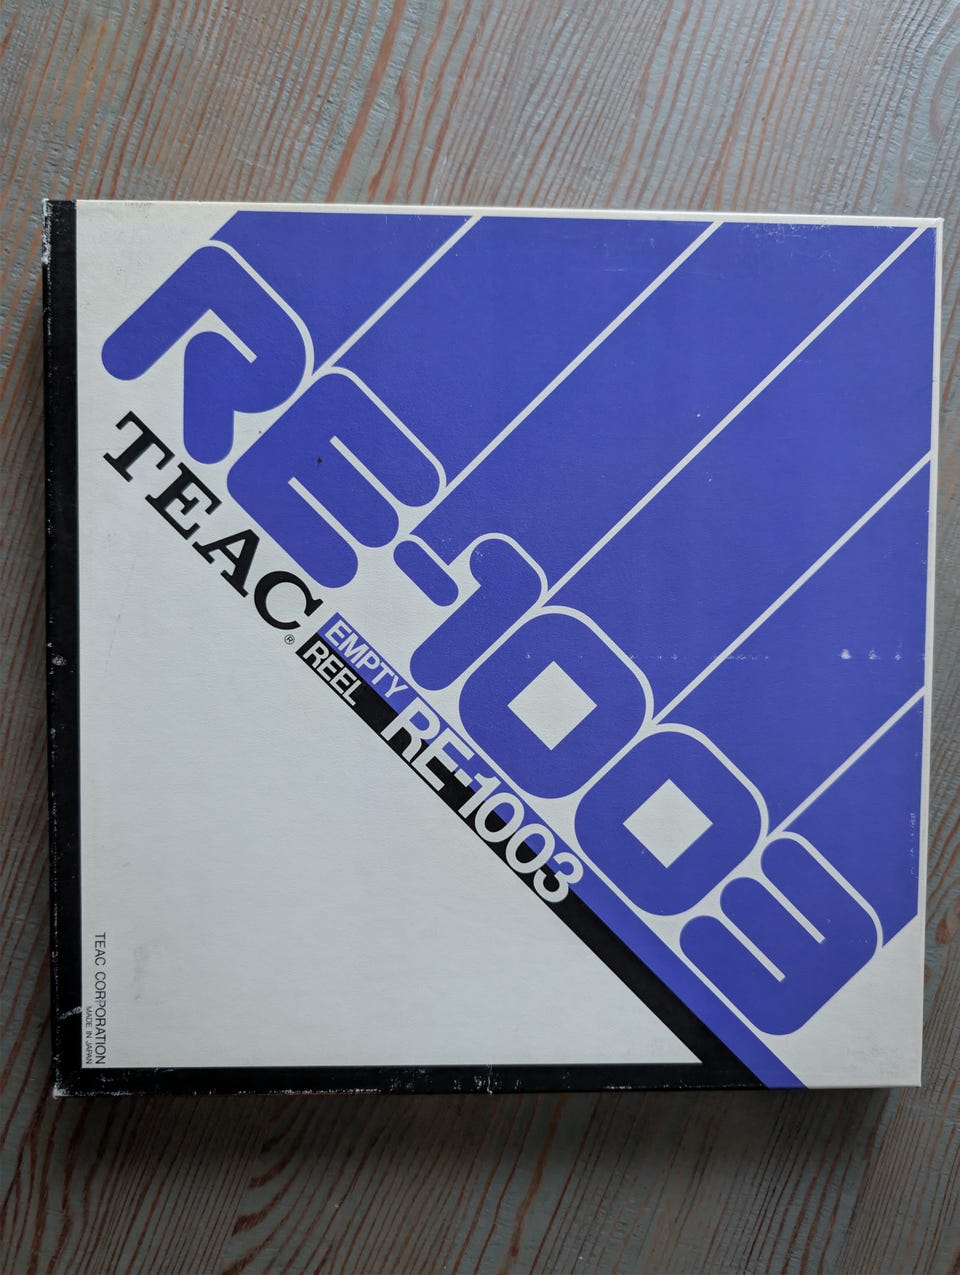 RE-1003
TEAC®
EMPTY
REEL
RE-1003
TEAC CORPORATION
MADE IN JAPAN